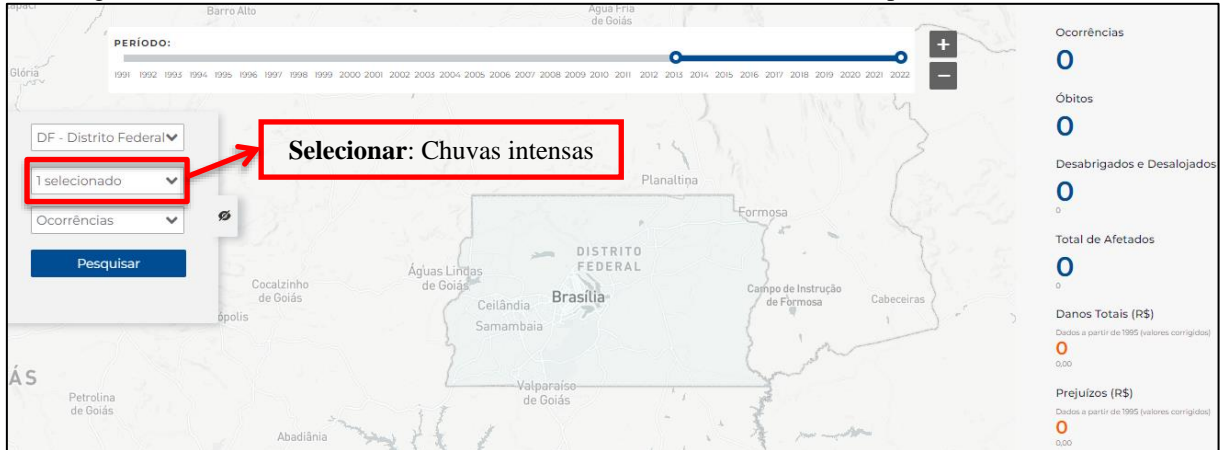 Barro Alto
Água Fria
de Goiás
PERÍODO:
1991 1992 1993 1994 1995 1996 1997 1998 1999 2000 2001 2002 2003 2004 2005 2006 2007 2008 2009 2010 2011 2012 2013 2014 2015 2016 2017 2018 2019 2020 2021 2022
+
−
Glória
DF - Distrito Federal
1 selecionado
Ocorrências
Pesquisar
Selecionar: Chuvas intensas
Planaltina
Formosa
DISTRITO
FEDERAL
Águas Lindas
de Goiás
Cocalzinho
de Goiás
Ceilândia
Brasília
Samambaia
Campo de Instrução
de Formosa
Cabeceiras
ópolis
ÁS
Petrolina
de Goiás
Valparaíso
de Goiás
Abadiânia
Ocorrências
0
Óbitos
0
Desabrigados e Desalojados
0
0
Total de Afetados
0
0
Danos Totais (R$)
Dados a partir de 1995 (valores corrigidos)
0
0,00
Prejuízos (R$)
Dados a partir de 1995 (valores corrigidos)
0
0,00